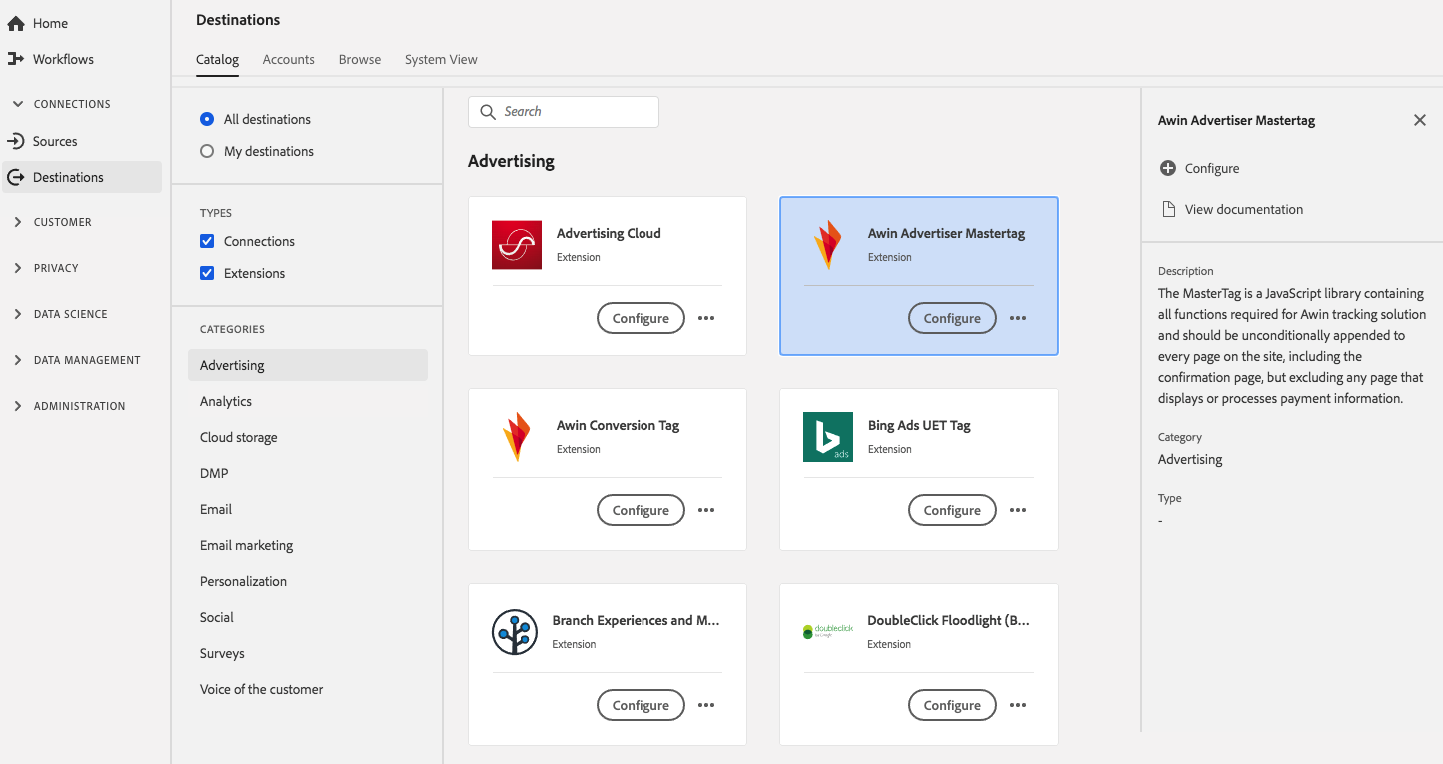 Home
Workflows
CONNECTIONS
Sources
Destinations
CUSTOMER
PRIVACY
DATA SCIENCE
DATA MANAGEMENT
ADMINISTRATION
Destinations
Catalog Accounts Browse System View
All destinations
My destinations
TYPES
Connections
Extensions
CATEGORIES
Advertising
Analytics
Cloud storage
DMP
Email
Email marketing
Personalization
Social
Surveys
Voice of the customer
Search
Advertising
Advertising Cloud
Extension
Configure
Awin Advertiser Mastertag
Extension
Configure
Awin Conversion Tag
Extension
Configure
ads
Bing Ads UET Tag
Extension
Configure
Branch Experiences and M...
Extension
Configure
doubleclick
by Google
DoubleClick Floodlight (B...
Extension
Configure
Awin Advertiser Mastertag
Configure
View documentation
Description
The MasterTag is a JavaScript library containing
all functions required for Awin tracking solution
and should be unconditionally appended to
every page on the site, including the
confirmation page, but excluding any page that
displays or processes payment information.
Category
Advertising
Type
-